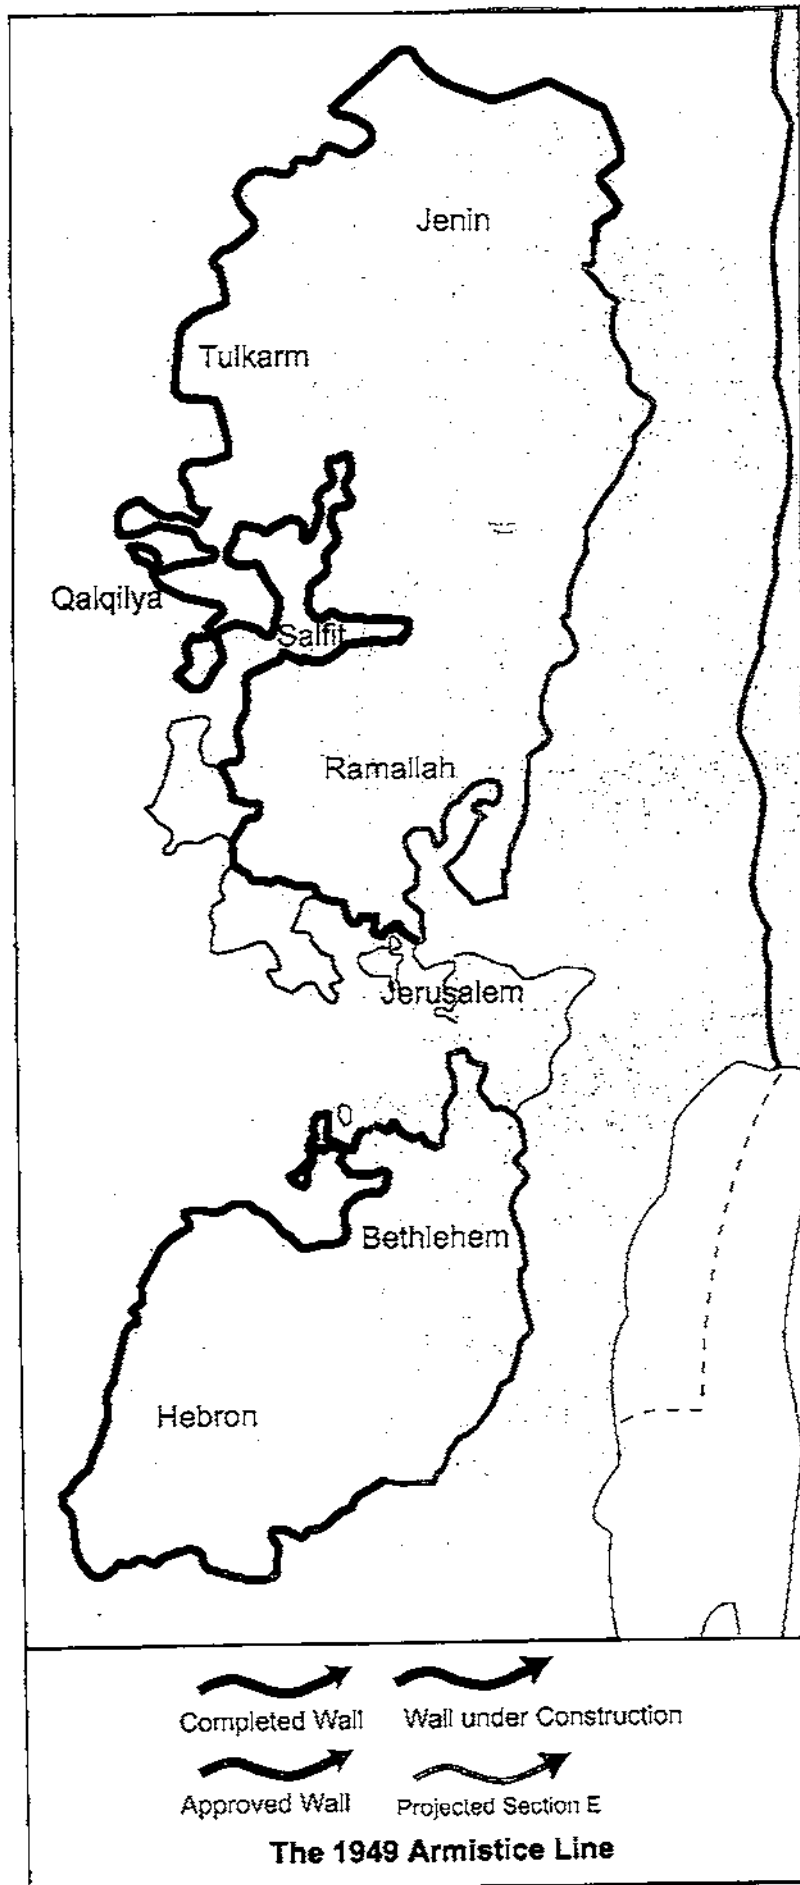 Jenin
Tulkarm
Qalqilya
Salfit
Ramallah
Jerusalem
Bethlehem
Hebron
Completed Wall
Wall under Construction
Approved Wall
Projected Section E
The 1949 Armistice Line